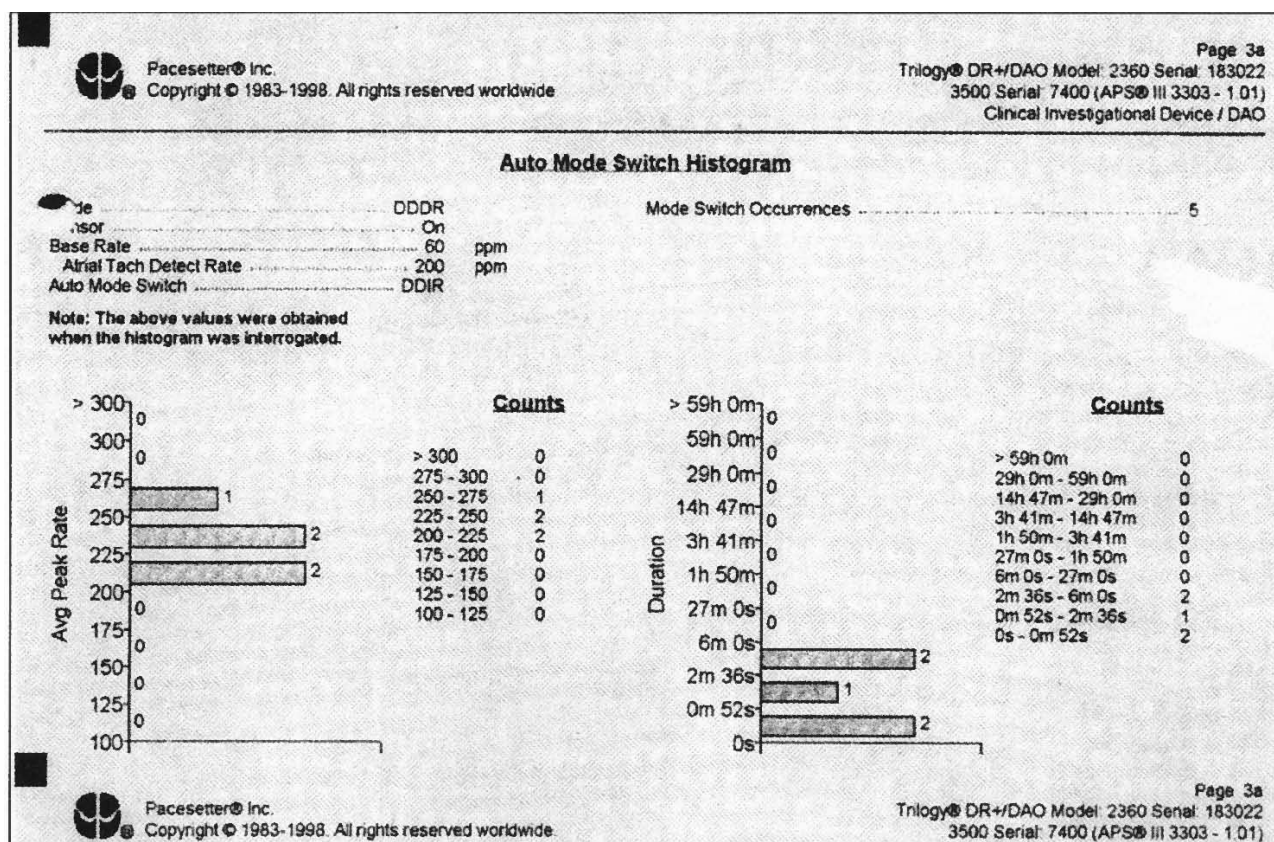 Page 3a
Pacesetter® Inc.
Trilogy® DR+/DAO Model: 2360 Serial: 183022
® Copyright © 1983-1998. All rights reserved worldwide
3500 Serial: 7400 (APS® III 3303 - 1.01)
Clinical Investigational Device / DAO
Auto Mode Switch Histogram
de DDDR
nsor On
Base Rate 60 ppm
Atrial Tach Detect Rate 200 ppm
Auto Mode Switch DDIR
Mode Switch Occurrences 5
Note: The above values were obtained
when the histogram was interrogated.
Avg Peak Rate
> 300
300
275
250
225
200
175
150
125
100
0
0
1
2
2
0
0
0
0
Counts
> 300 0
275 - 300 0
250 - 275 1
225 - 250 2
200 - 225 2
175 - 200 0
150 - 175 0
125 - 150 0
100 - 125 0
Duration
> 59h 0m
59h 0m
29h 0m
14h 47m
3h 41m
1h 50m
27m 0s
6m 0s
2m 36s
0m 52s
0s
0
0
0
0
0
0
0
2
1
2
Counts
> 59h 0m 0
29h 0m - 59h 0m 0
14h 47m - 29h 0m 0
3h 41m - 14h 47m 0
1h 50m - 3h 41m 0
27m 0s - 1h 50m 0
6m 0s - 27m 0s 0
2m 36s - 6m 0s 2
0m 52s - 2m 36s 1
0s - 0m 52s 2
Page 3a
Pacesetter® Inc.
Trilogy® DR+/DAO Model: 2360 Serial: 183022
® Copyright © 1983-1998. All rights reserved worldwide.
3500 Serial: 7400 (APS® III 3303 - 1.01)